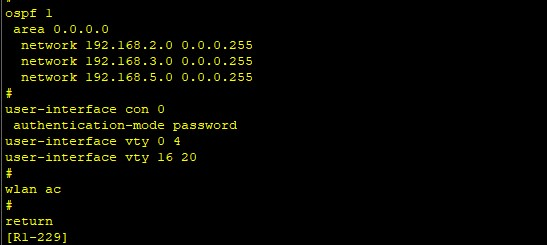 #
ospf 1
 area 0.0.0.0
  network 192.168.2.0 0.0.0.255
  network 192.168.3.0 0.0.0.255
  network 192.168.5.0 0.0.0.255
#
user-interface con 0
 authentication-mode password
user-interface vty 0 4
user-interface vty 16 20
#
wlan ac
#
return
[R1-229]